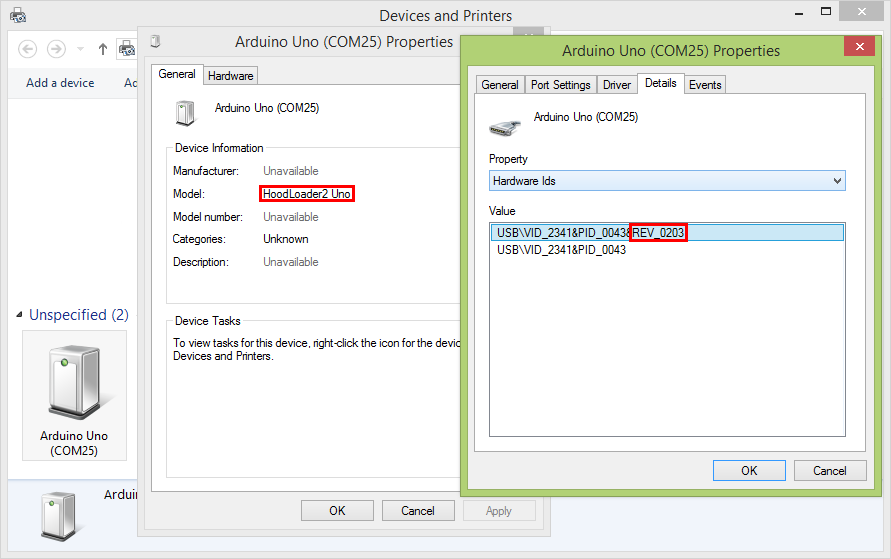 Devices and Printers
Add a device
Ad
Unspecified (2)
Arduino Uno
(COM25)
Arduin
Arduino Uno (COM25) Properties
General
Hardware
Arduino Uno (COM25)
Device Information
Manufacturer: Unavailable
Model: HoodLoader2 Uno
Model number: Unavailable
Categories: Unknown
Description: Unavailable
Device Tasks
To view tasks for this device, right-click the icon for the devic
Devices and Printers.
OK
Cancel
Apply
Arduino Uno (COM25) Properties
General
Port Settings
Driver
Details
Events
Arduino Uno (COM25)
Property
Hardware Ids
Value
USB\VID_2341&PID_0043&REV_0203
USB\VID_2341&PID_0043
OK
Cancel